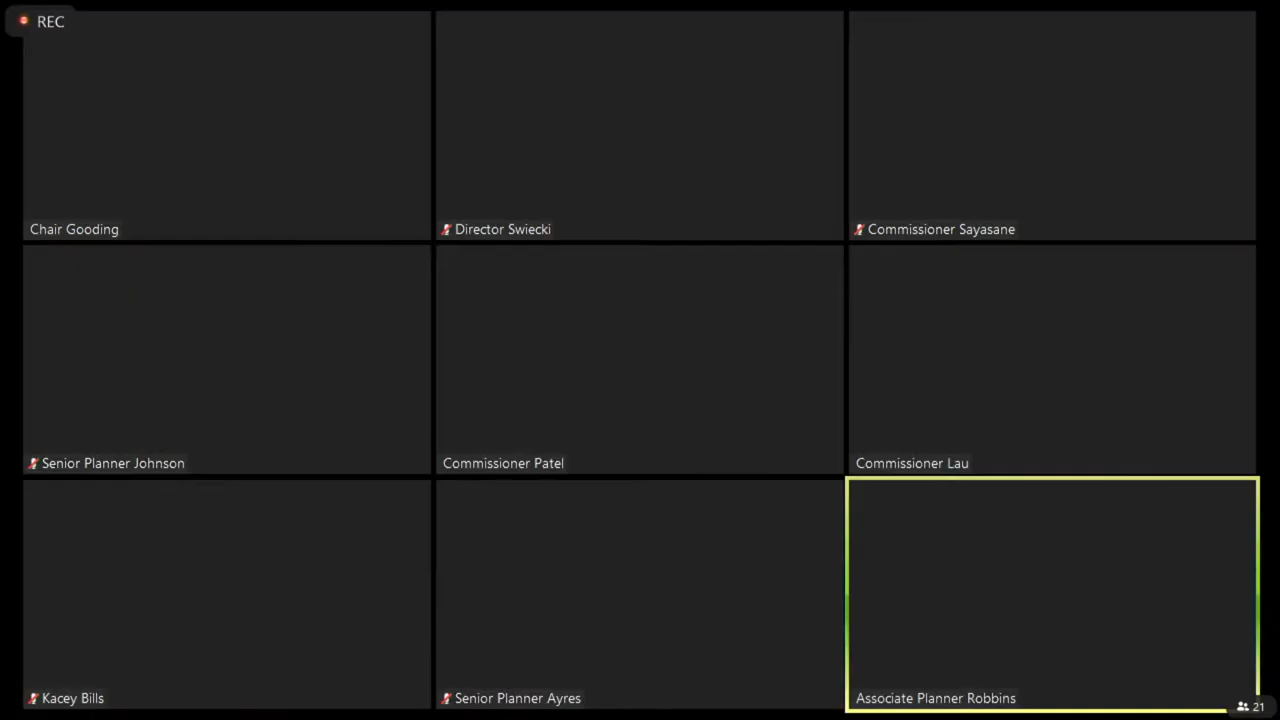 REC
Chair Gooding
Director Swiecki
Commissioner Sayasane
Senior Planner Johnson
Commissioner Patel
Commissioner Lau
Kacey Bills
Senior Planner Ayres
Associate Planner Robbins
21